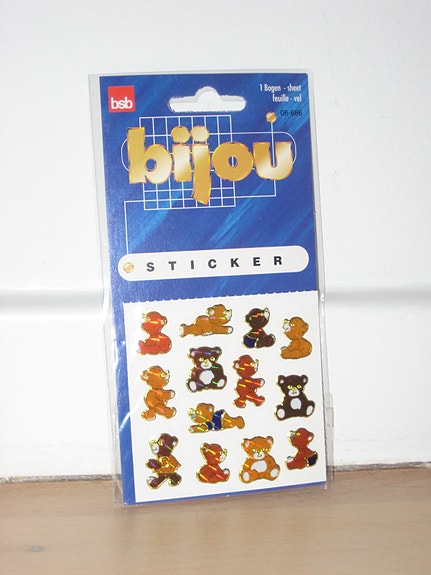 bsb
1 Bogen - sheet
feuille - vel
06-686
bijou
STICKER